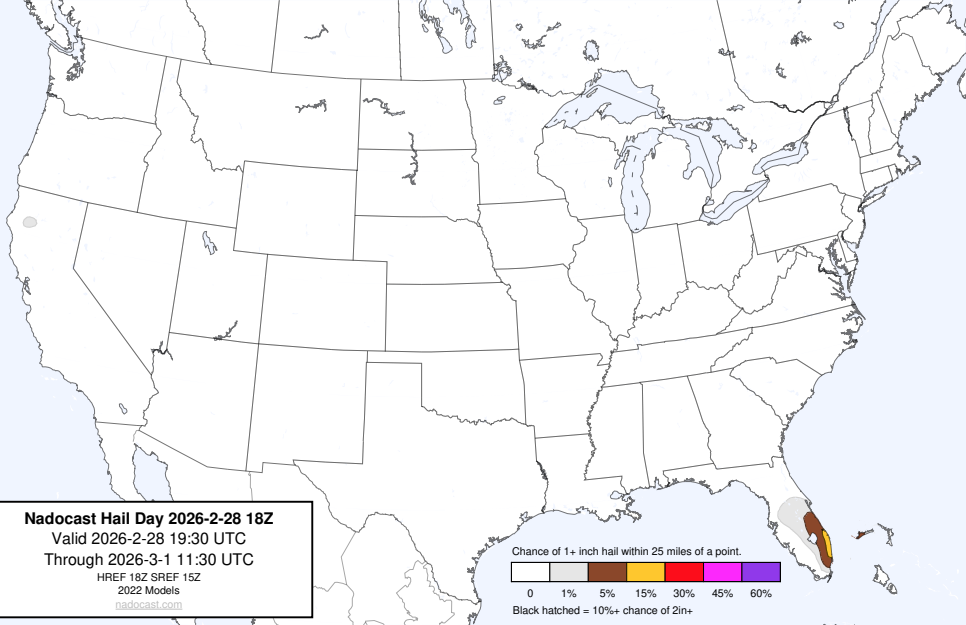 Nadocast Hail Day 2026-2-28 18Z
Valid 2026-2-28 19:30 UTC
Through 2026-3-1 11:30 UTC
HREF 18Z SREF 15Z
2022 Models
nadocast.com
Chance of 1+ inch hail within 25 miles of a point.
0 1% 5% 15% 30% 45% 60%
Black hatched = 10%+ chance of 2in+